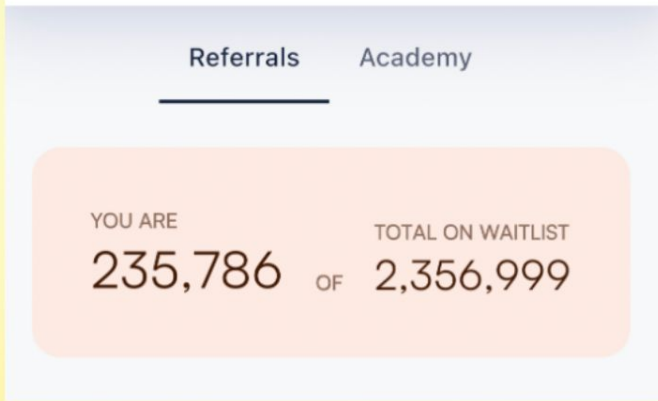 Referrals Academy
YOU ARE
235,786 OF
TOTAL ON WAITLIST
2,356,999